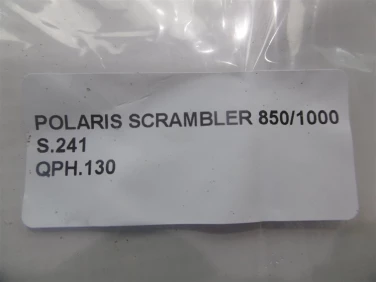 POLARIS SCRAMBLER 850/1000
S.241
QPH.130